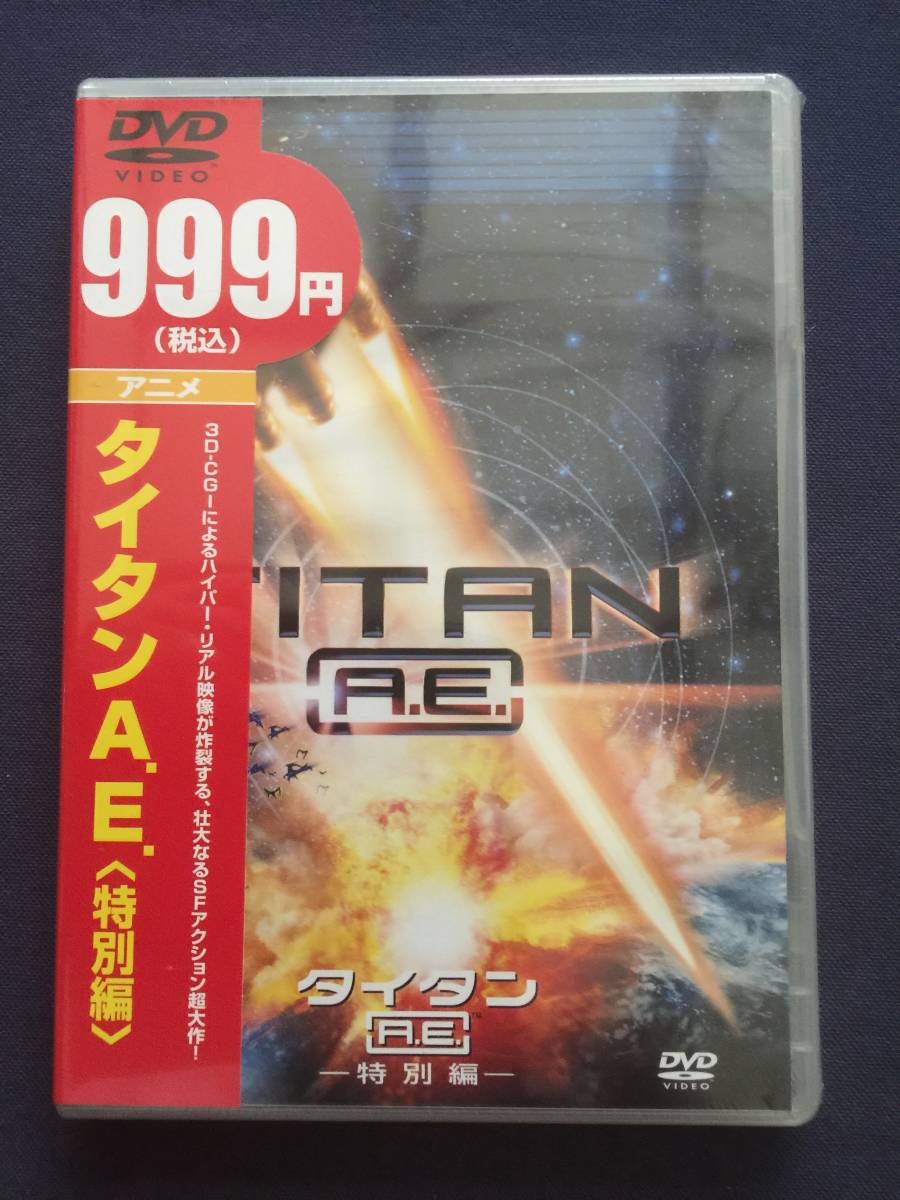 DVD
VIDEO™
999円
(税込)
アニメ
タイタンA.E.〈特別編〉
3D-CGIによるハイパー・リアル映像が炸裂する、壮大なるSFアクション超大作!
TITAN
A.E.
タイタン
A.E.™
―特別編―
DVD
VIDEO™